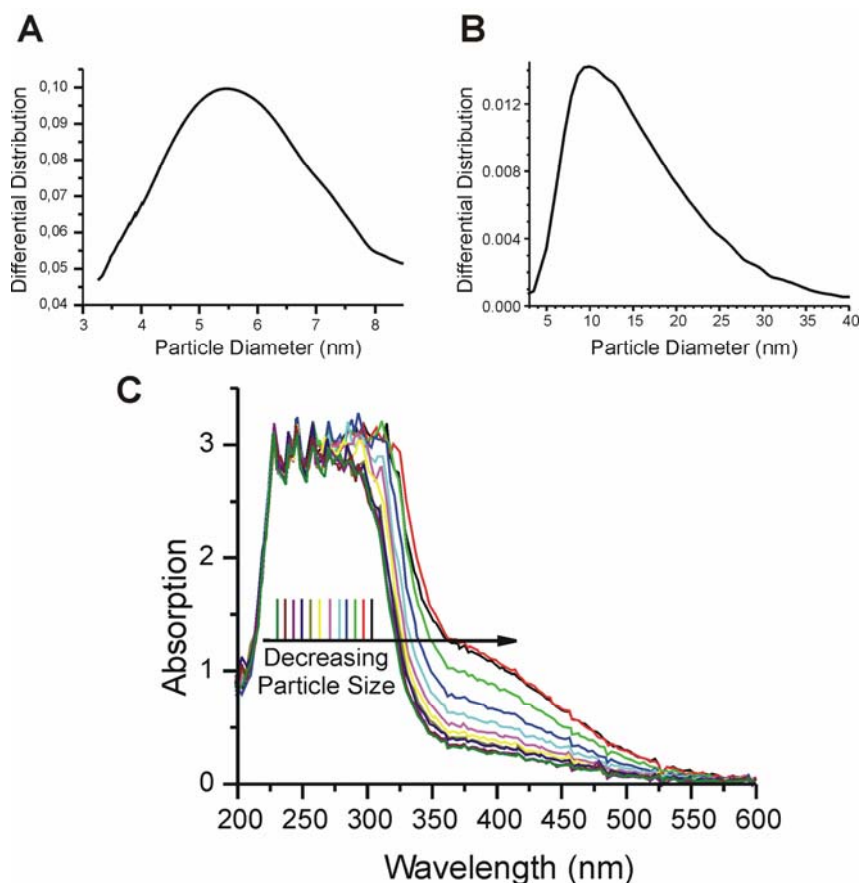 A
Differential Distribution
0,10
0,09
0,08
0,07
0,06
0,05
0,04
3 4 5 6 7 8
Particle Diameter (nm)
B
Differential Distribution
0.012
0.008
0.004
0.000
5 10 15 20 25 30 35 40
Particle Diameter (nm)
C
Absorption
3
2
1
0
Decreasing
Particle Size
200 250 300 350 400 450 500 550 600
Wavelength (nm)